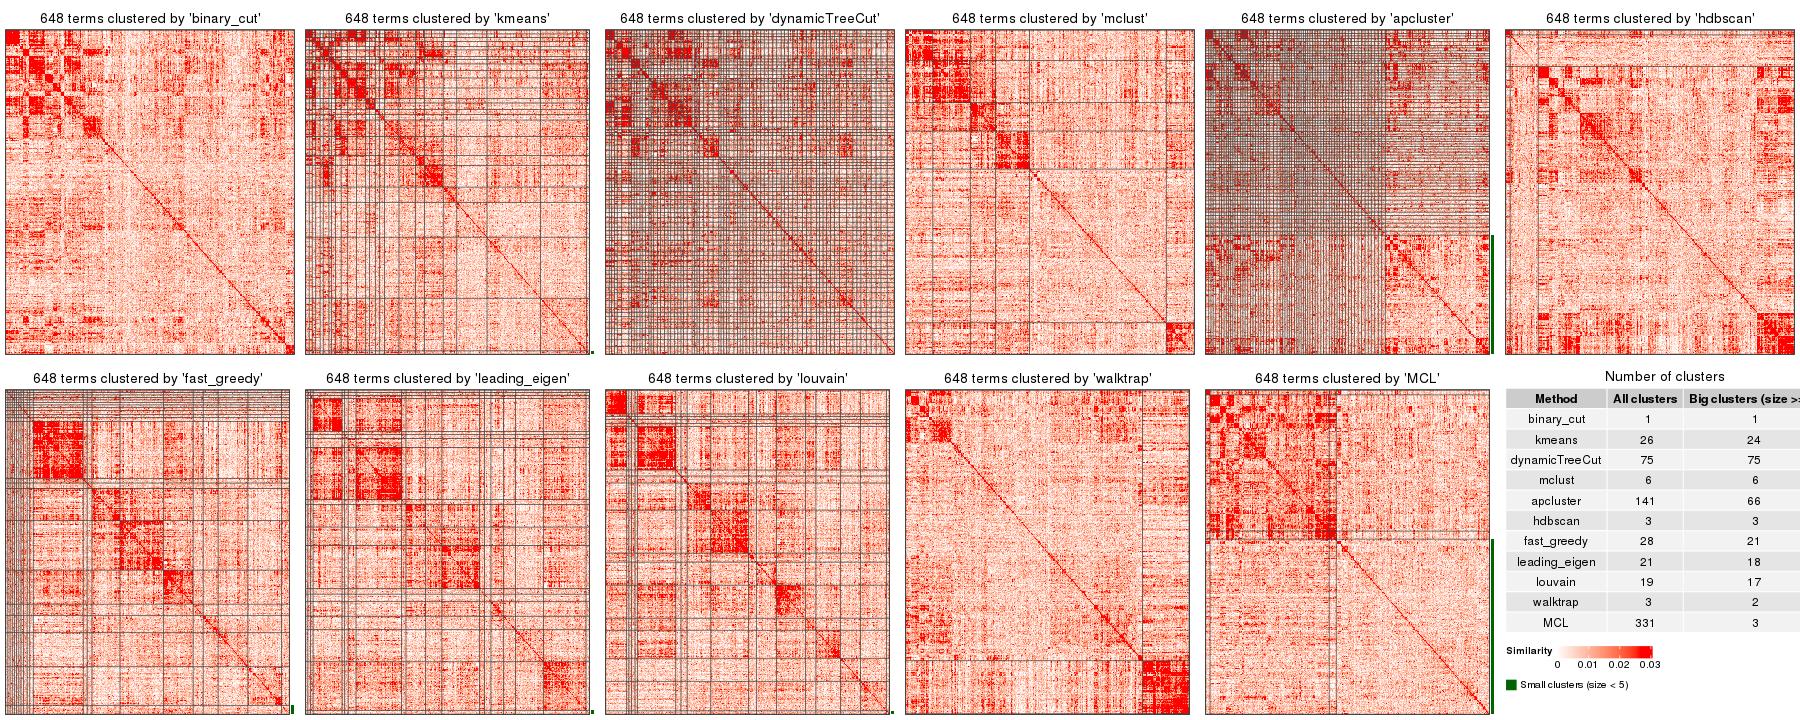 648 terms clustered by 'binary_cut'
648 terms clustered by 'kmeans'
648 terms clustered by 'dynamicTreeCut'
648 terms clustered by 'mclust'
648 terms clustered by 'apcluster'
648 terms clustered by 'hdbscan'
648 terms clustered by 'fast_greedy'
648 terms clustered by 'leading_eigen'
648 terms clustered by 'louvain'
648 terms clustered by 'walktrap'
648 terms clustered by 'MCL'
Number of clusters
Method All clusters Big clusters (size >=
binary_cut 1 1
kmeans 26 24
dynamicTreeCut 75 75
mclust 6 6
apcluster 141 66
hdbscan 3 3
fast_greedy 28 21
leading_eigen 21 18
louvain 19 17
walktrap 3 2
MCL 331 3
Similarity
0 0.01 0.02 0.03
Small clusters (size < 5)